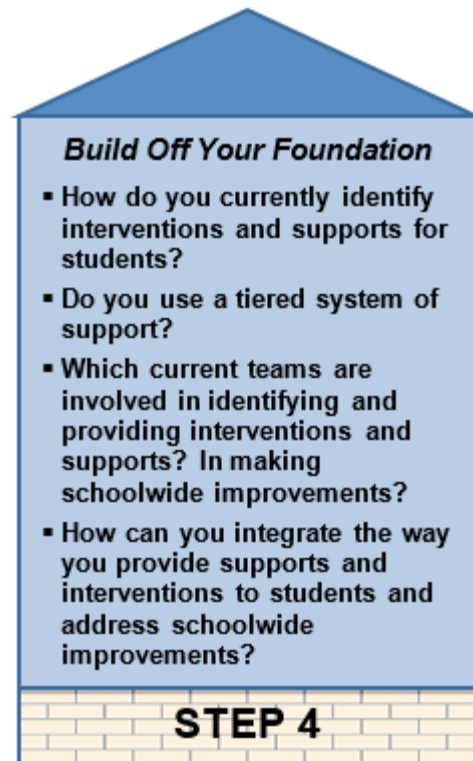 Build Off Your Foundation
▪ How do you currently identify
interventions and supports for
students?
▪ Do you use a tiered system of
support?
▪ Which current teams are
involved in identifying and
providing interventions and
supports? In making
schoolwide improvements?
▪ How can you integrate the way
you provide supports and
interventions to students and
address schoolwide
improvements?
STEP 4